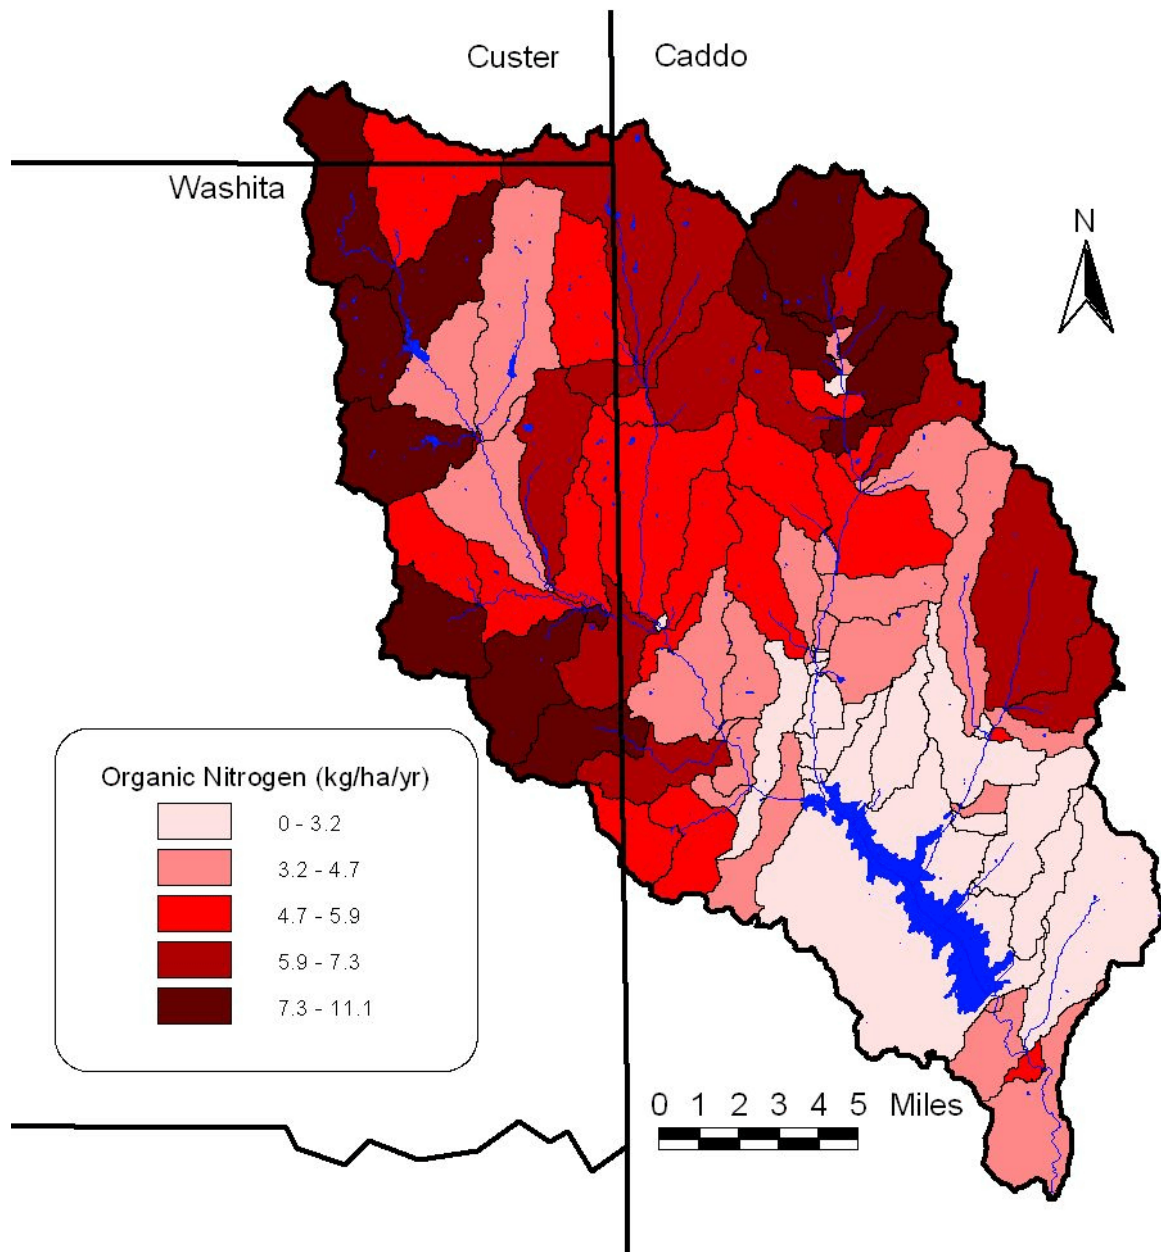 Custer
Caddo
Washita
N
Organic Nitrogen (kg/ha/yr)
0 - 3.2
3.2 - 4.7
4.7 - 5.9
5.9 - 7.3
7.3 - 11.1
0 1 2 3 4 5 Miles